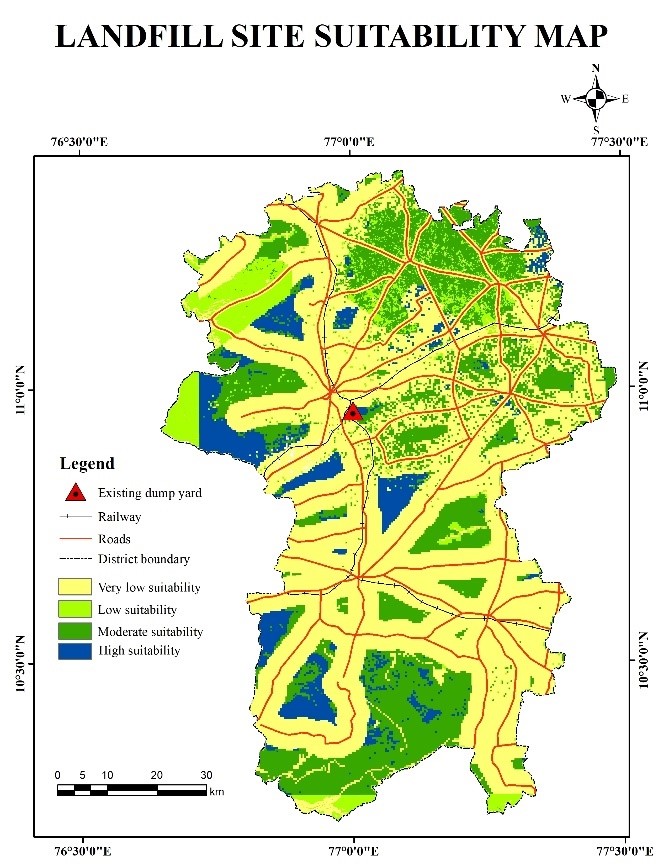 LANDFILL SITE SUITABILITY MAP
N
W E
S
76°30'0"E 77°0'0"E 77°30'0"E
11°0'0"N 11°0'0"N
Legend
Existing dump yard
Railway
Roads
District boundary
Very low suitability
Low suitability
Moderate suitability
High suitability
10°30'0"N 10°30'0"N
0 5 10 20 30
km
76°30'0"E 77°0'0"E 77°30'0"E